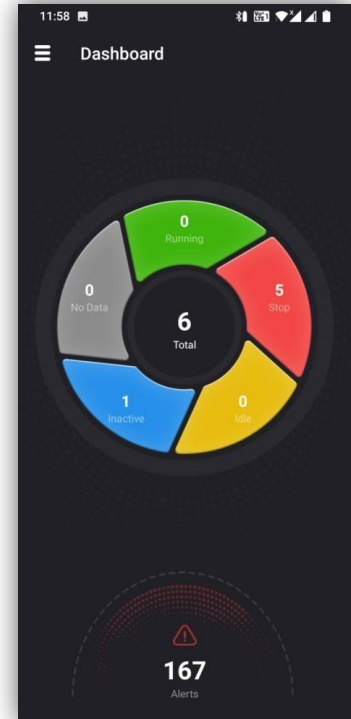 11:58
Dashboard
0
Running
0
No Data
5
Stop
6
Total
1
Inactive
0
Idle
167
Alerts